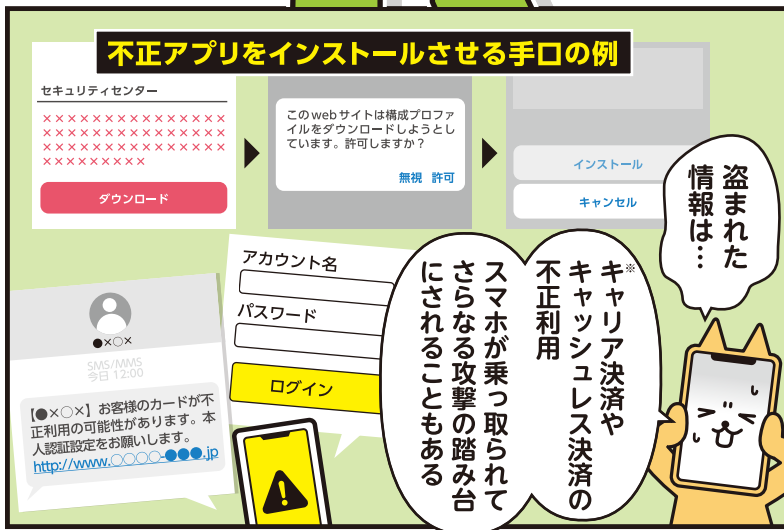 不正アプリをインストールさせる手口の例
セキュリティセンター
×××××××××××××××
×××××××××××××××
×××××××××××××××
×××××××××
ダウンロード
このwebサイトは構成プロファ
イルをダウンロードしようとし
ています。許可しますか？
無視 許可
インストール
キャンセル
盗まれた
情報は…
※キャリア決済や
キャッシュレス決済の
不正利用
スマホが乗っ取られて
さらなる攻撃の踏み台
にされることもある
アカウント名
パスワード
ログイン
●×○×
SMS/MMS
今日 12:00
【●×○×】お客様のカードが不
正利用の可能性があります。本
人認証設定をお願いします。
http://www.○○○○-●●●.jp